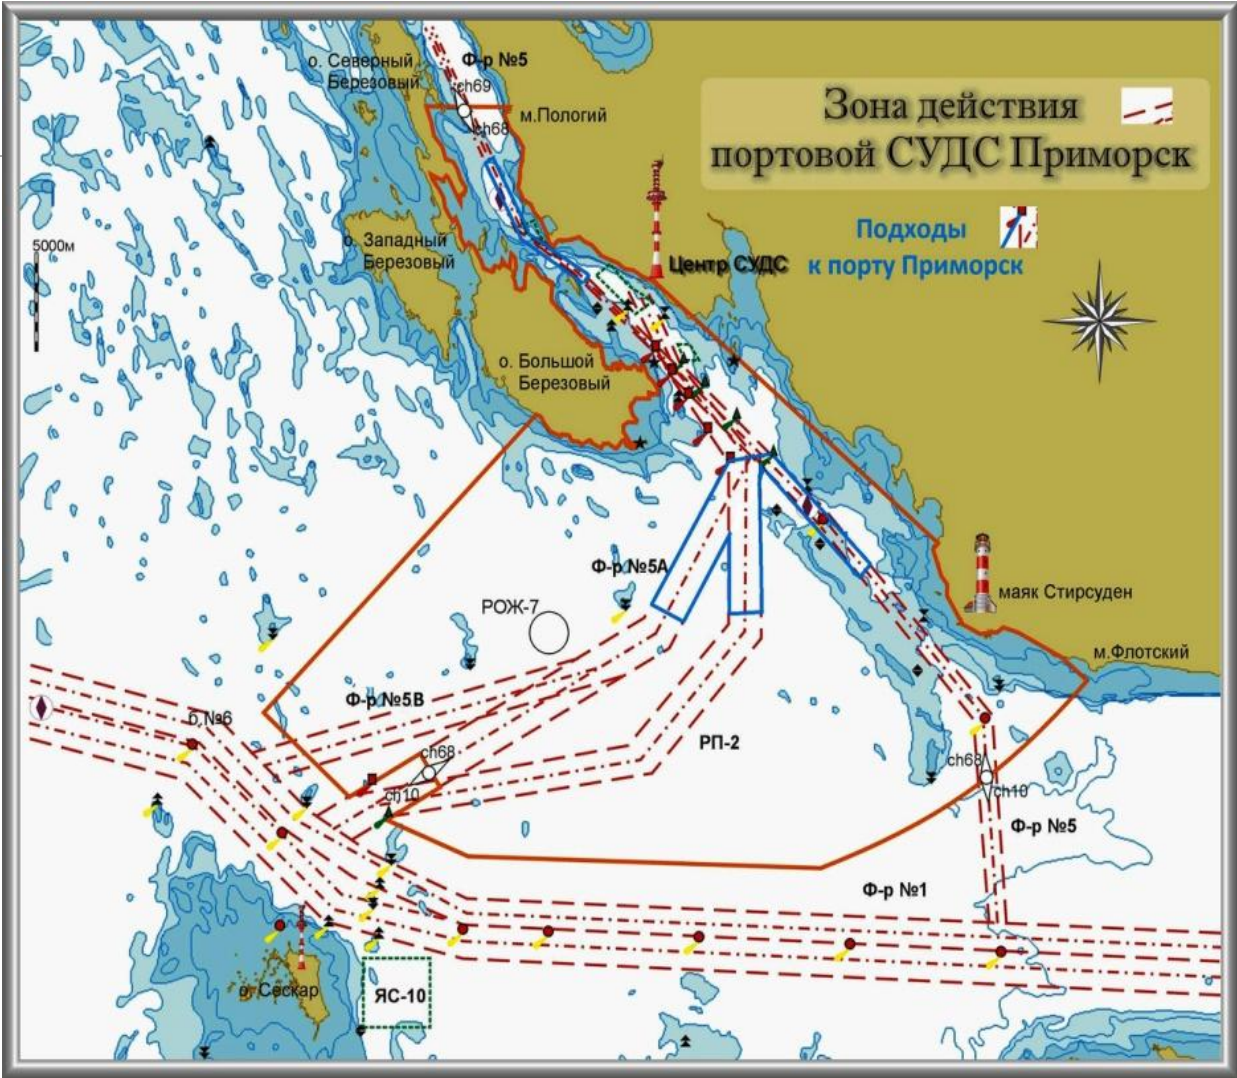 Ф-р №5
о. Северный
Березовый
ch69
ch68
м.Пологий
Зона действия
портовой СУДС Приморск
Подходы
к порту Приморск
5000м
о. Западный
Березовый
Центр СУДС
о. Большой
Березовый
Ф-р №5А
РОЖ-7
маяк Стирсуден
м.Флотский
Ф-р №5В
б.№6
РП-2
ch68
ch10
ch68
ch10
Ф-р №5
Ф-р №1
о. Сескар
ЯС-10